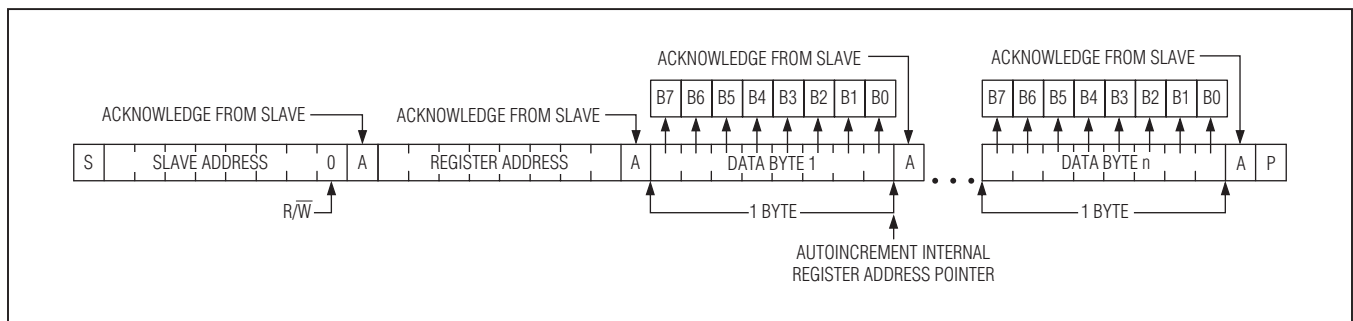 ACKNOWLEDGE FROM SLAVE
ACKNOWLEDGE FROM SLAVE
B7 B6 B5 B4 B3 B2 B1 B0
B7 B6 B5 B4 B3 B2 B1 B0
ACKNOWLEDGE FROM SLAVE
ACKNOWLEDGE FROM SLAVE
S SLAVE ADDRESS 0 A REGISTER ADDRESS A DATA BYTE 1 A ... DATA BYTE n A P
R/W̅
1 BYTE
1 BYTE
AUTOINCREMENT INTERNAL
REGISTER ADDRESS POINTER